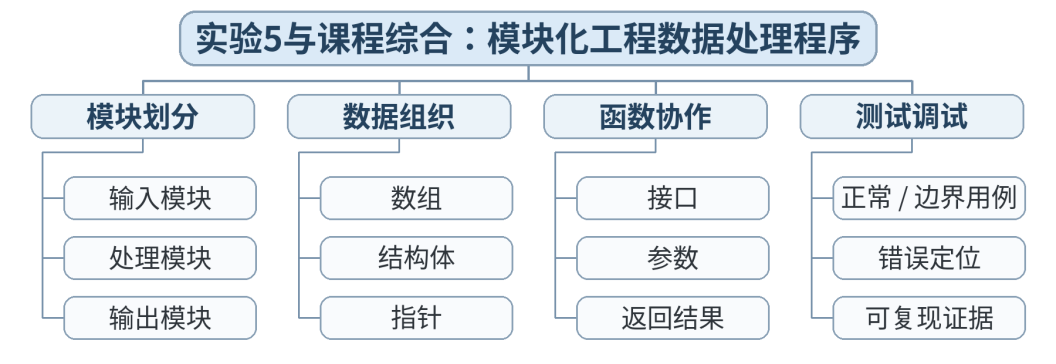 实验5与课程综合：模块化工程数据处理程序
模块划分
输入模块
处理模块
输出模块
数据组织
数组
结构体
指针
函数协作
接口
参数
返回结果
测试调试
正常 / 边界用例
错误定位
可复现证据